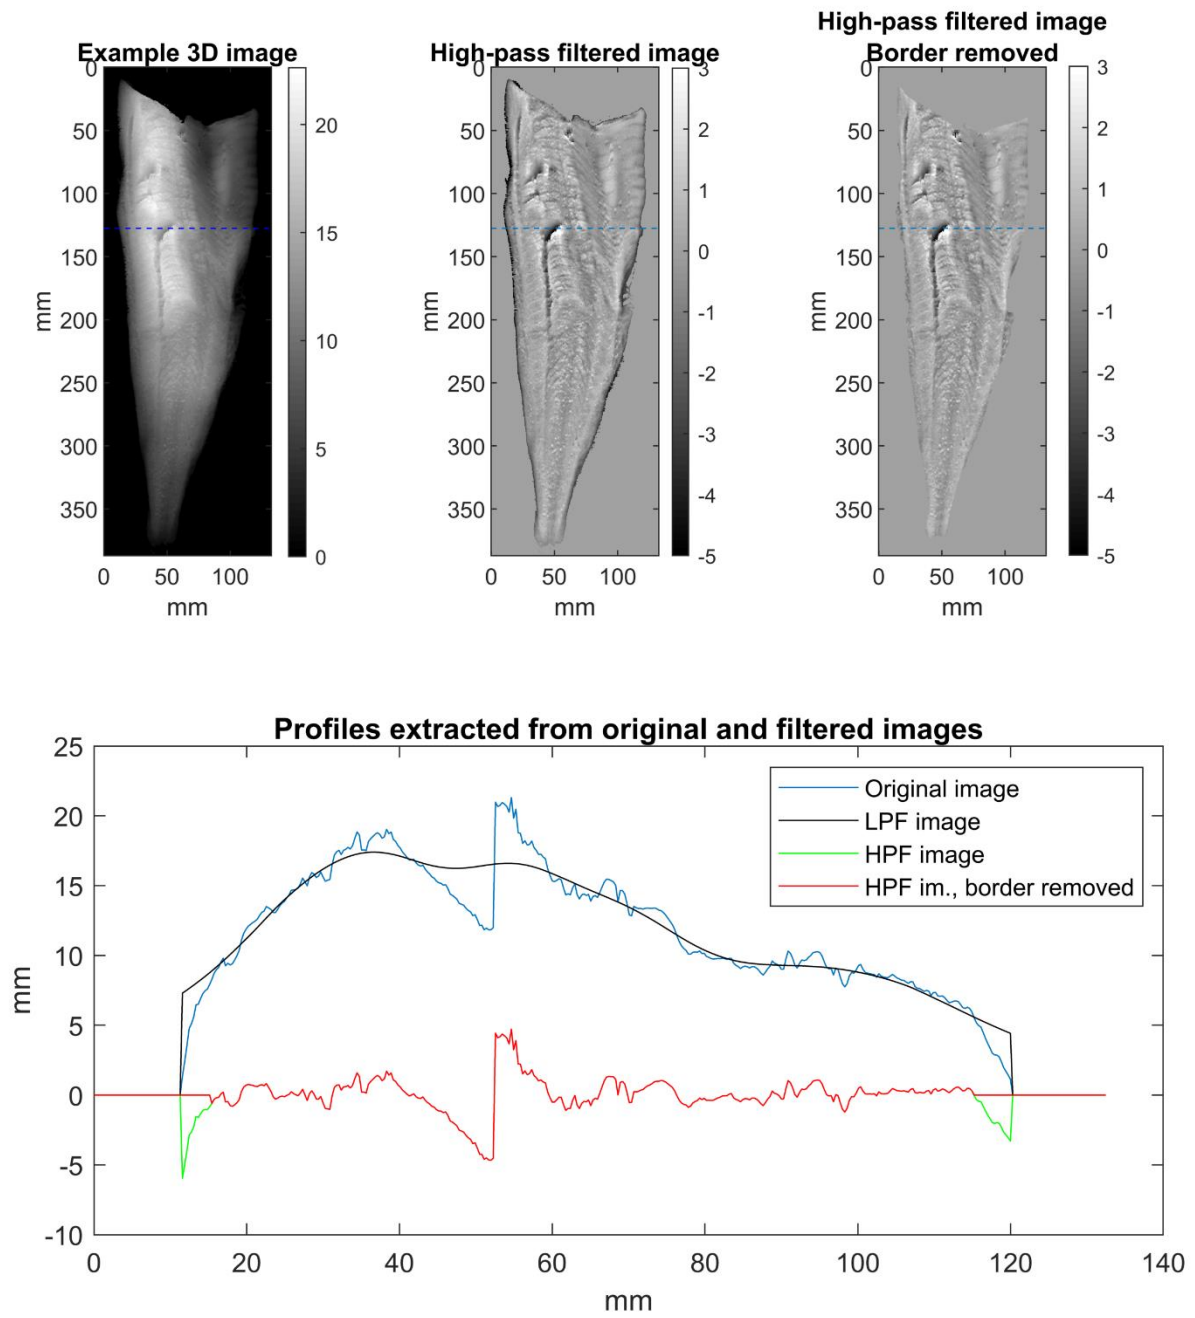 Example 3D image
0
50
100
150
200
250
300
350
mm
0 50 100
mm
20
15
10
5
0
High-pass filtered image
0
50
100
150
200
250
300
350
mm
0 50 100
mm
3
2
1
0
-1
-2
-3
-4
-5
High-pass filtered image
Border removed
0
50
100
150
200
250
300
350
mm
0 50 100
mm
3
2
1
0
-1
-2
-3
-4
-5
Profiles extracted from original and filtered images
25
20
15
10
5
0
-5
-10
mm
Original image
LPF image
HPF image
HPF im., border removed
0 20 40 60 80 100 120 140
mm